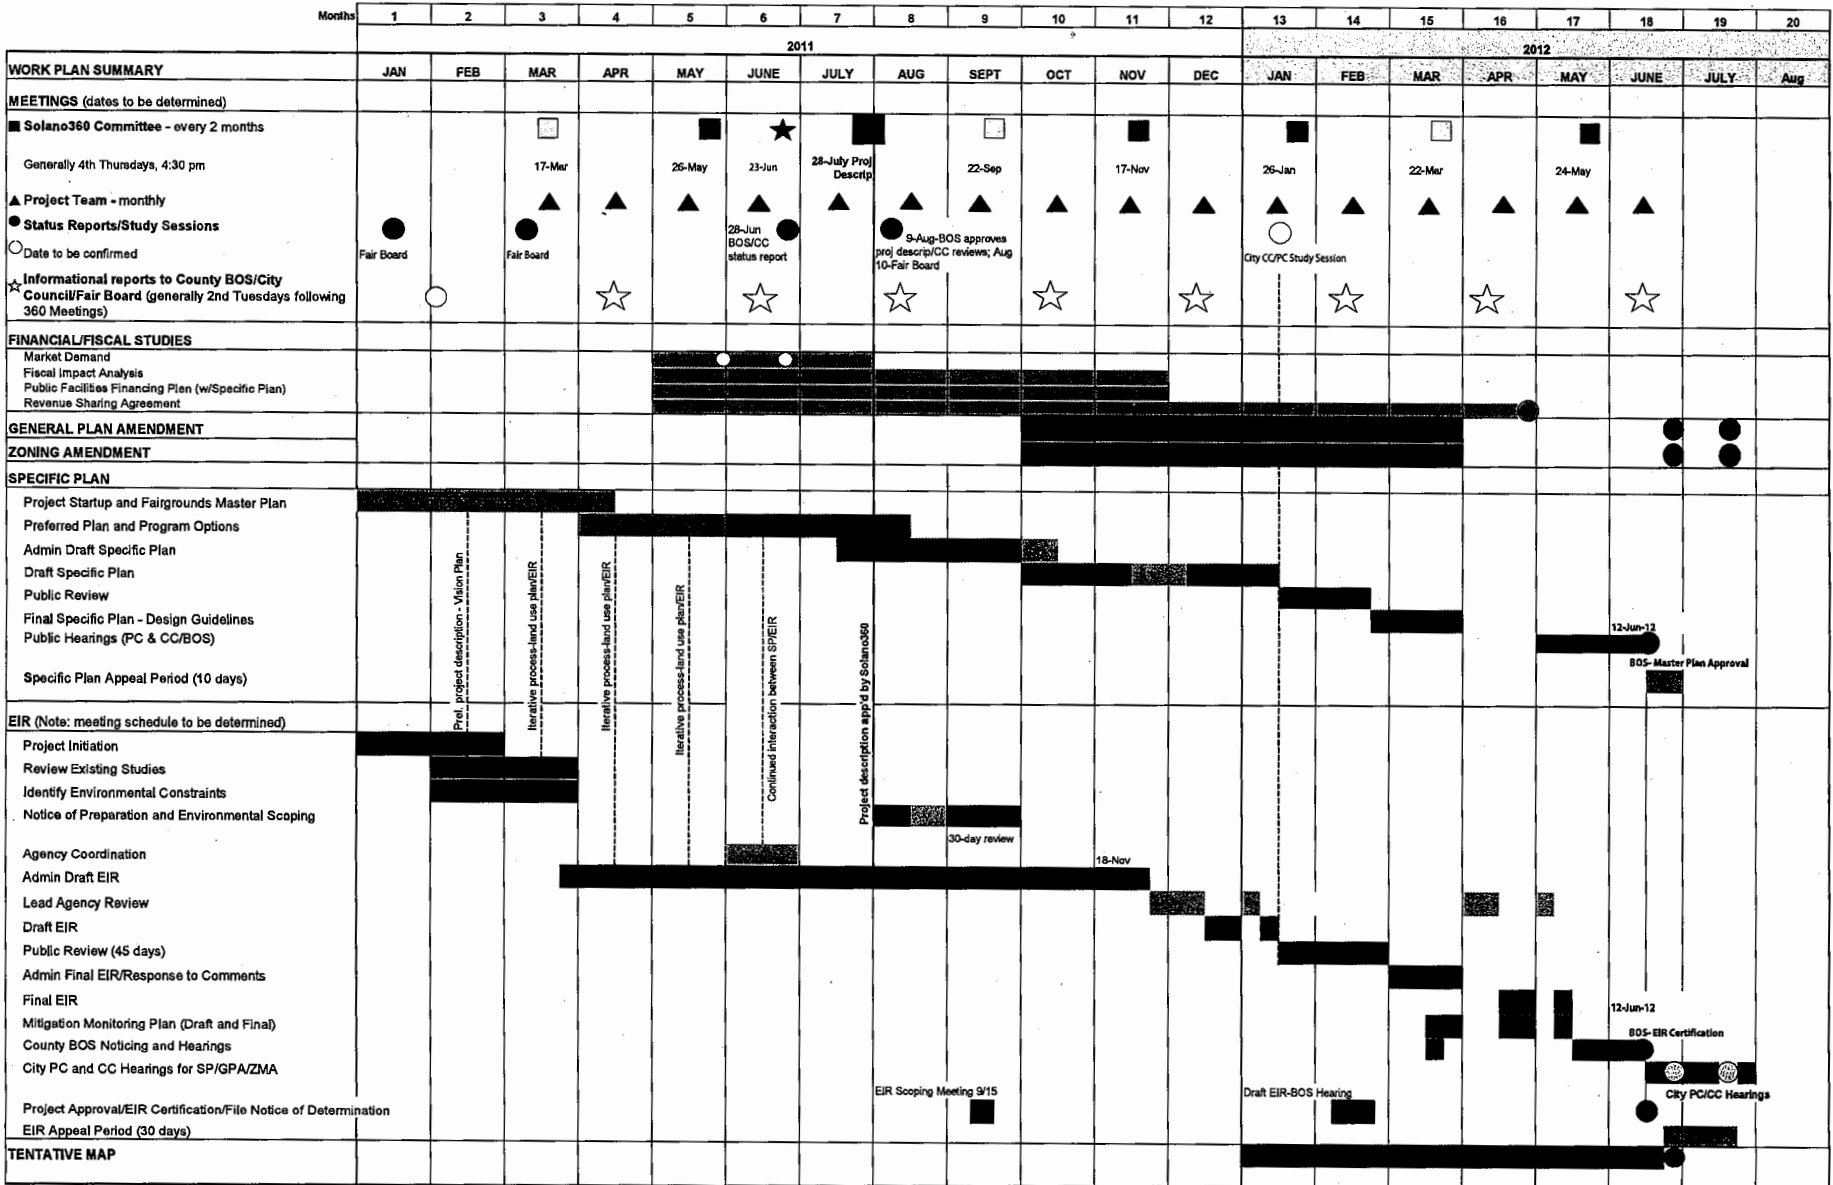 Months 1 2 3 4 5 6 7 8 9 10 11 12 13 14 15 16 17 18 19 20
2011 2012
WORK PLAN SUMMARY JAN FEB MAR APR MAY JUNE JULY AUG SEPT OCT NOV DEC JAN FEB MAR APR MAY JUNE JULY Aug
MEETINGS (dates to be determined)
Solano360 Committee - every 2 months
Generally 4th Thursdays, 4:30 pm 17-Mar 26-May 23-Jun 28-July Proj 22-Sep 17-Nov 26-Jan 22-Mar 24-May
Descrip
Project Team - monthly
Status Reports/Study Sessions
28-Jun
BOS/CC
status report
9-Aug-BOS approves
proj descrip/CC reviews; Aug
10-Fair Board
Date to be confirmed Fair Board Fair Board City CC/PC Study Session
Informational reports to County BOS/City
Council/Fair Board (generally 2nd Tuesdays following
360 Meetings)
FINANCIAL/FISCAL STUDIES
Market Demand
Fiscal Impact Analysis
Public Facilities Financing Plan (w/Specific Plan)
Revenue Sharing Agreement
GENERAL PLAN AMENDMENT
ZONING AMENDMENT
SPECIFIC PLAN
Project Startup and Fairgrounds Master Plan
Preferred Plan and Program Options
Admin Draft Specific Plan
Draft Specific Plan
Public Review
Final Specific Plan - Design Guidelines
Public Hearings (PC & CC/BOS) 12-Jun-12
BOS- Master Plan Approval
Specific Plan Appeal Period (10 days)
Prel. project description - Vision Plan
Iterative process-land use plan/EIR
Iterative process-land use plan/EIR
Iterative process-land use plan/EIR
Continued interaction between SP/EIR
Project description app'd by Solano360
EIR (Note: meeting schedule to be determined)
Project Initiation
Review Existing Studies
Identify Environmental Constraints
Notice of Preparation and Environmental Scoping
30-day review
Agency Coordination
18-Nov
Admin Draft EIR
Lead Agency Review
Draft EIR
Public Review (45 days)
Admin Final EIR/Response to Comments
Final EIR 12-Jun-12
Mitigation Monitoring Plan (Draft and Final)
BOS- EIR Certification
County BOS Noticing and Hearings
City PC and CC Hearings for SP/GPA/ZMA
EIR Scoping Meeting 9/15 Draft EIR-BOS Hearing City PC/CC Hearings
Project Approval/EIR Certification/File Notice of Determination
EIR Appeal Period (30 days)
TENTATIVE MAP